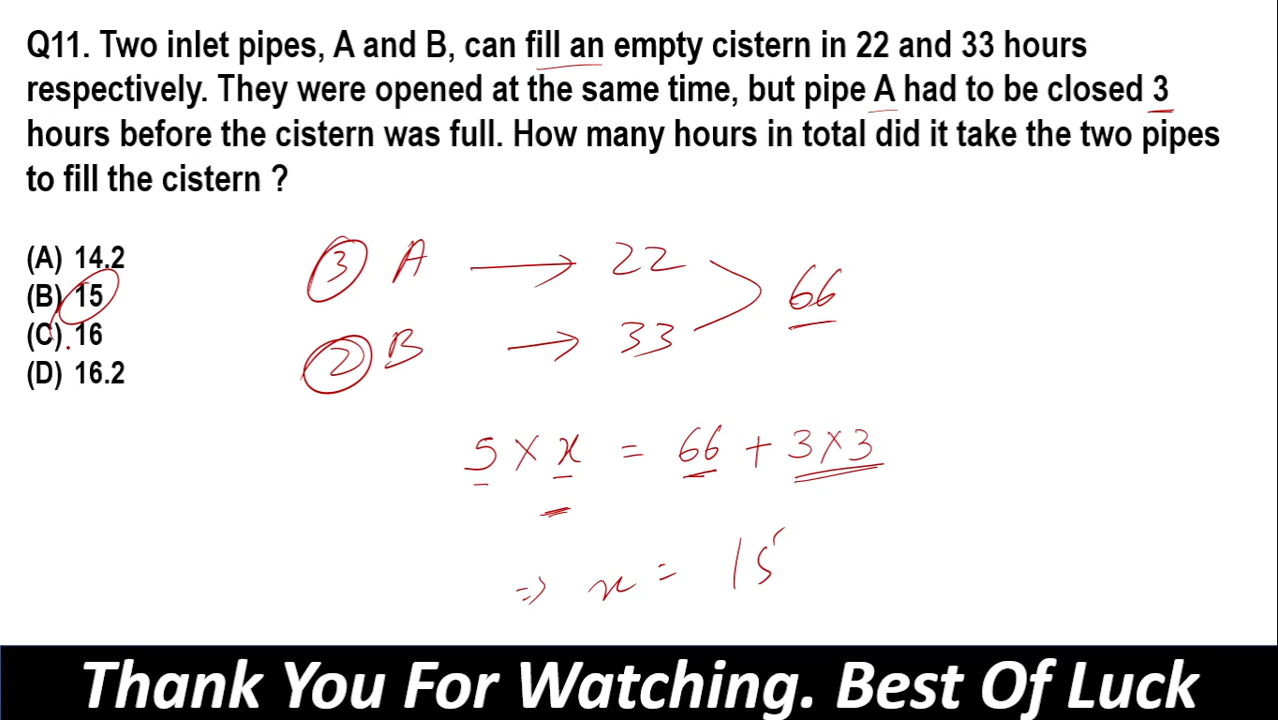 Q11. Two inlet pipes, A and B, can fill an empty cistern in 22 and 33 hours
respectively. They were opened at the same time, but pipe A had to be closed 3
hours before the cistern was full. How many hours in total did it take the two pipes
to fill the cistern ?
(A) 14.2
(B) 15
(C) 16
(D) 16.2
3 A → 22
66
2 B → 33
5 × x = 66 + 3×3
⇒ x = 15
Thank You For Watching. Best Of Luck